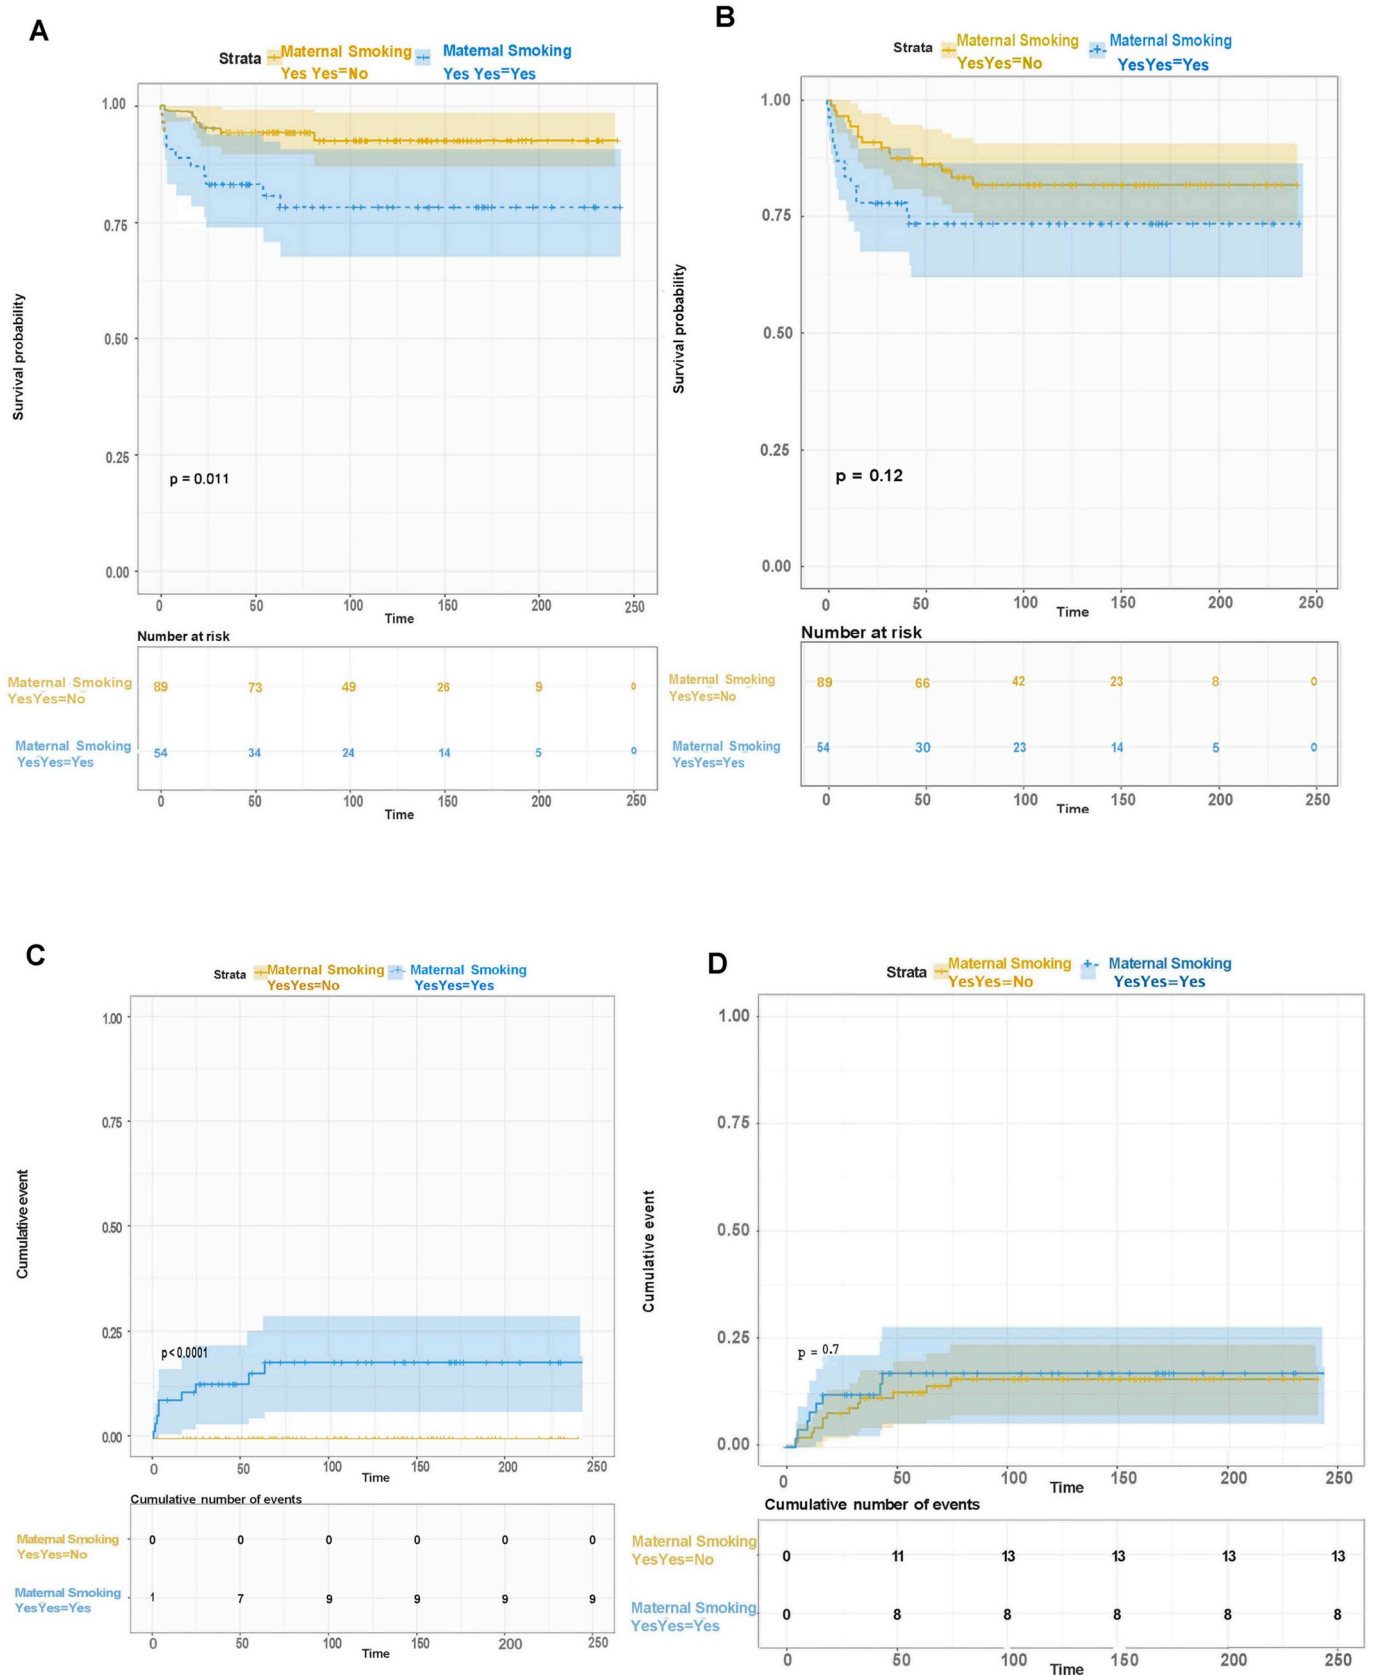 A
Strata
Maternal Smoking
Yes Yes=No
Maternal Smoking
Yes Yes=Yes
Survival probability
1.00
0.75
0.50
0.25
0.00
p = 0.011
0 50 100 150 200 250
Time
Number at risk
Maternal Smoking
YesYes=No
89 73 49 26 9 0
Maternal Smoking
YesYes=Yes
54 34 24 14 5 0
0 50 100 150 200 250
Time
B
Strata
Maternal Smoking
YesYes=No
Maternal Smoking
YesYes=Yes
Survival probability
1.00
0.75
0.50
0.25
0.00
p = 0.12
0 50 100 150 200 250
Time
Number at risk
Maternal Smoking
YesYes=No
89 66 42 23 8 0
Maternal Smoking
YesYes=Yes
54 30 23 14 5 0
0 50 100 150 200 250
Time
C
Strata
Maternal Smoking
YesYes=No
Maternal Smoking
YesYes=Yes
Cumulative event
1.00
0.75
0.50
0.25
0.00
p<0.0001
0 50 100 150 200 250
Time
Cumulative number of events
Maternal Smoking
YesYes=No
0 0 0 0 0 0
Maternal Smoking
YesYes=Yes
1 7 9 9 9 9
0 50 100 150 200 250
Time
D
Strata
Maternal Smoking
YesYes=No
Maternal Smoking
YesYes=Yes
Cumulative event
1.00
0.75
0.50
0.25
0.00
p = 0.7
0 50 100 150 200 250
Time
Cumulative number of events
Maternal Smoking
YesYes=No
0 11 13 13 13 13
Maternal Smoking
YesYes=Yes
0 8 8 8 8 8
0 50 100 150 200 250
Time